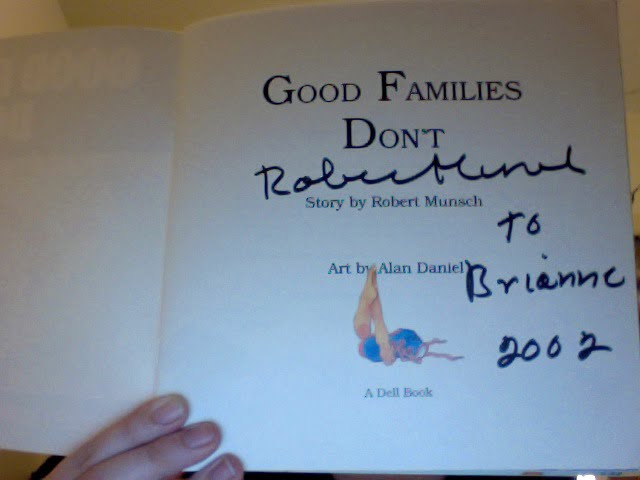 GOOD FAMILIES
DON'T
Robert Munsch
Story by Robert Munsch
TO
Art by Alan Daniel
Brianne
2002
A Dell Book